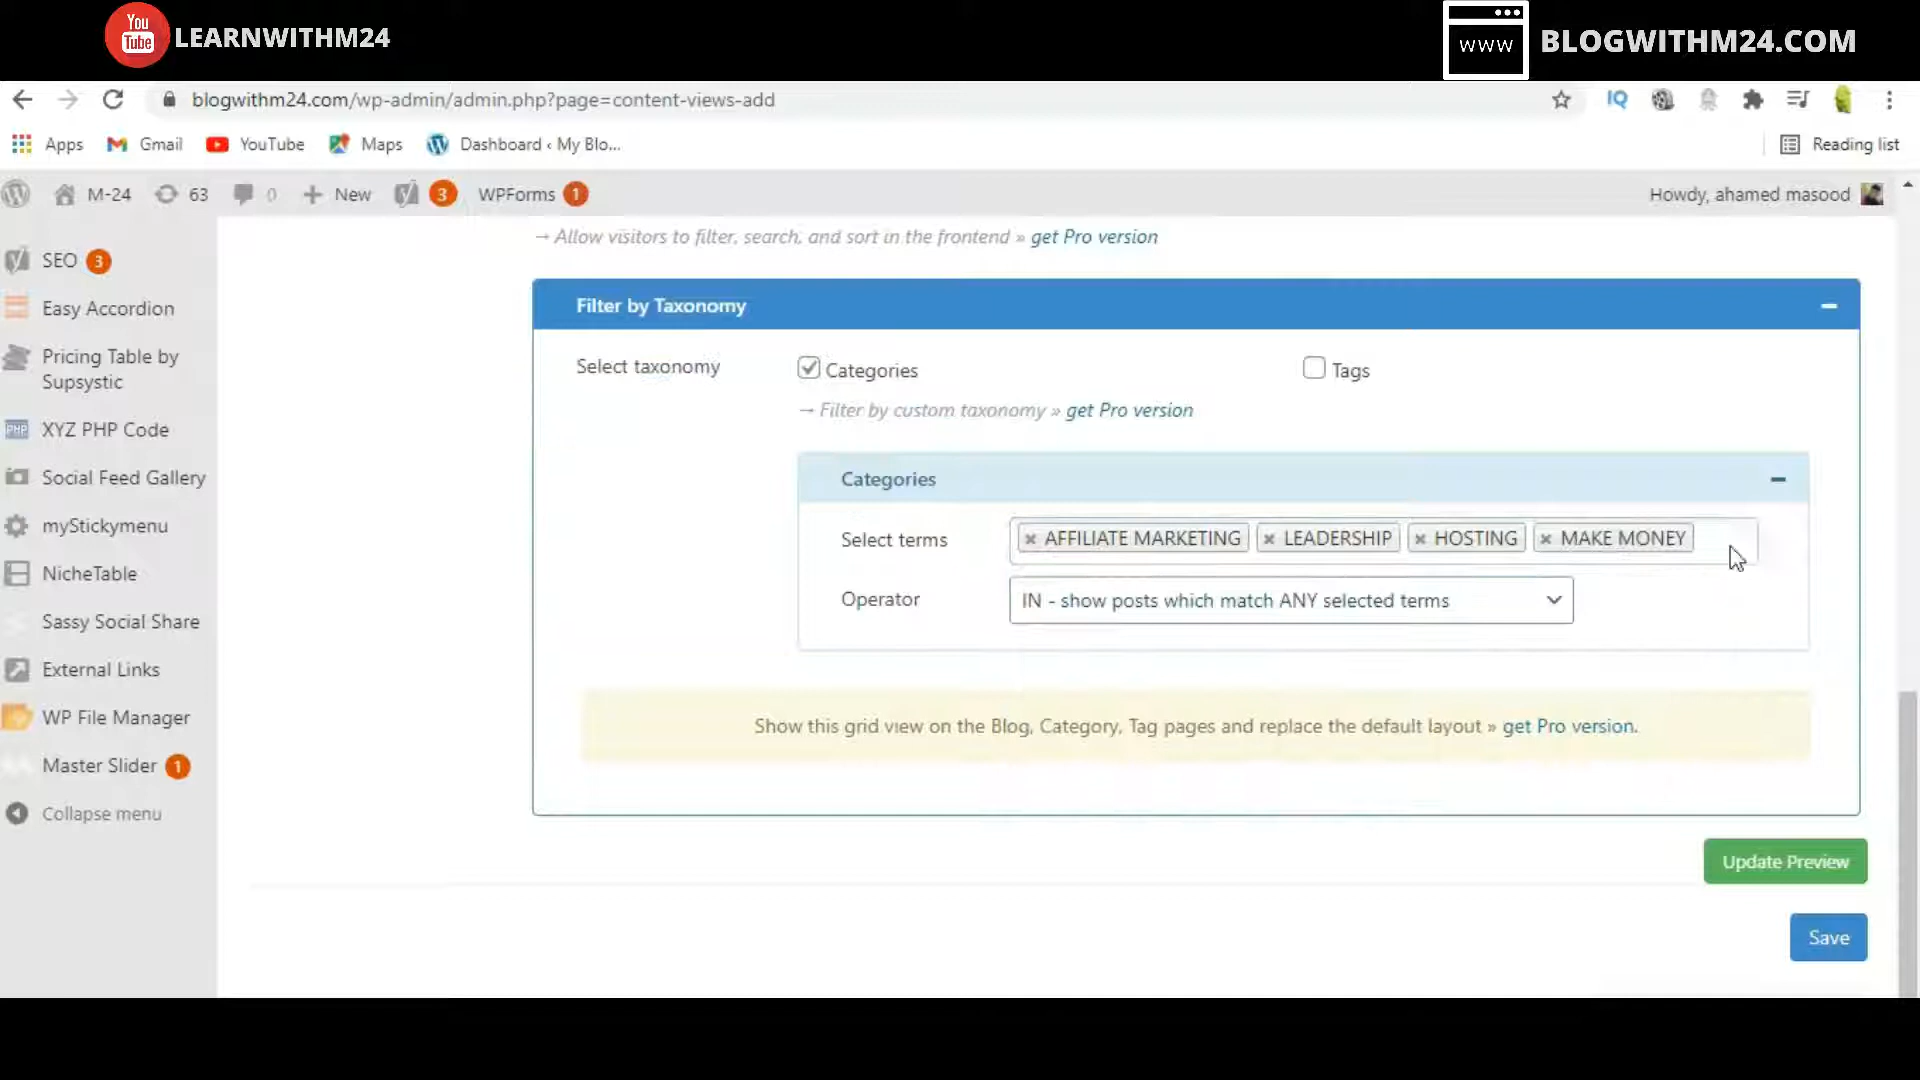 You
Tube
LEARNWITHM24
WWW
BLOGWITHM24.COM
blogwithm24.com/wp-admin/admin.php?page=content-views-add
IQ
Apps
Gmail
YouTube
Maps
Dashboard ‹ My Blo...
Reading list
M-24
63
0
New
3
WPForms
1
Howdy, ahamed masood
SEO
3
Easy Accordion
Pricing Table by
Supsystic
PHP
XYZ PHP Code
Social Feed Gallery
myStickymenu
NicheTable
Sassy Social Share
External Links
WP File Manager
Master Slider
1
Collapse menu
→ Allow visitors to filter, search, and sort in the frontend » get Pro version
Filter by Taxonomy
Select taxonomy
Categories
Tags
→ Filter by custom taxonomy » get Pro version
Categories
Select terms
× AFFILIATE MARKETING × LEADERSHIP × HOSTING × MAKE MONEY
Operator
IN - show posts which match ANY selected terms
Show this grid view on the Blog, Category, Tag pages and replace the default layout » get Pro version.
Update Preview
Save